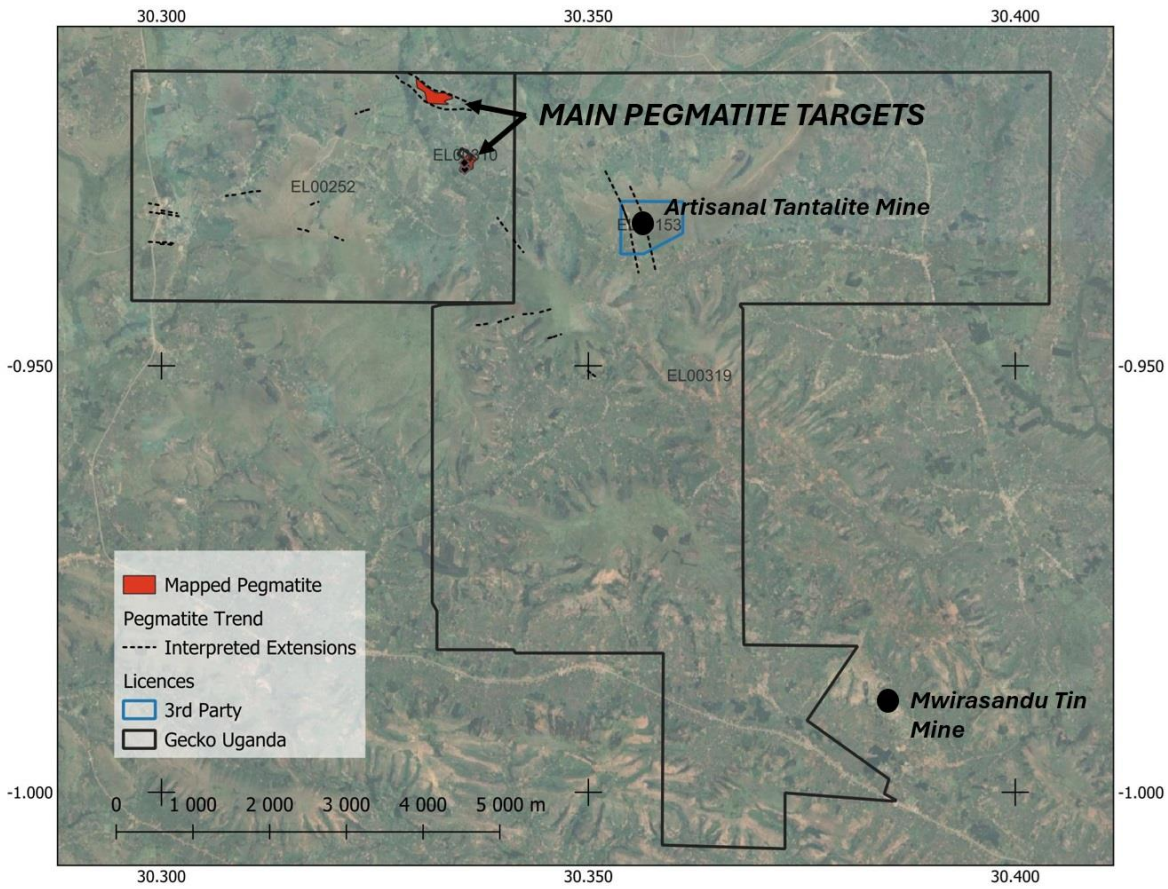 30.300 30.350 30.400
MAIN PEGMATITE TARGETS
EL00310
EL00252
Artisanal Tantalite Mine
153
-0.950 -0.950
EL00319
Mapped Pegmatite
Pegmatite Trend
Interpreted Extensions
Licences
3rd Party
Gecko Uganda
Mwirasandu Tin
Mine
-1.000 -1.000
0 1 000 2 000 3 000 4 000 5 000 m
30.300 30.350 30.400